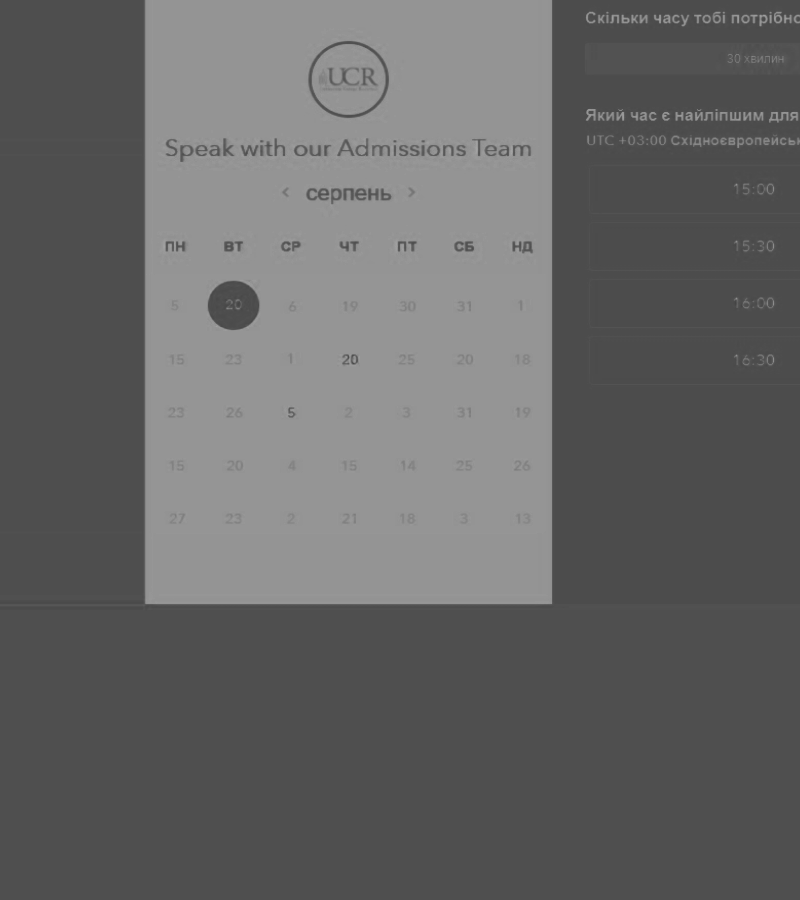 UCR
Speak with our Admissions Team
< серпень >
ПН ВТ СР ЧТ ПТ СБ НД
5 20 6 19 30 31 1
15 23 1 20 25 20 18
23 26 5 2 3 31 19
15 20 4 15 14 25 26
27 23 2 21 18 3 13
Скільки часу тобі потрібно
30 хвилин
Який час є найліпшим для
UTC +03:00 Східноєвропейськ
15:00
15:30
16:00
16:30